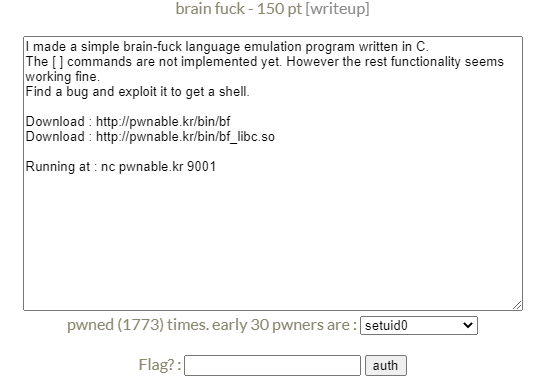 brain fuck - 150 pt [writeup]
I made a simple brain-fuck language emulation program written in C.
The [ ] commands are not implemented yet. However the rest functionality seems
working fine.
Find a bug and exploit it to get a shell.
Download : http://pwnable.kr/bin/bf
Download : http://pwnable.kr/bin/bf_libc.so
Running at : nc pwnable.kr 9001
pwned (1773) times. early 30 pwners are : setuid0
Flag? : auth